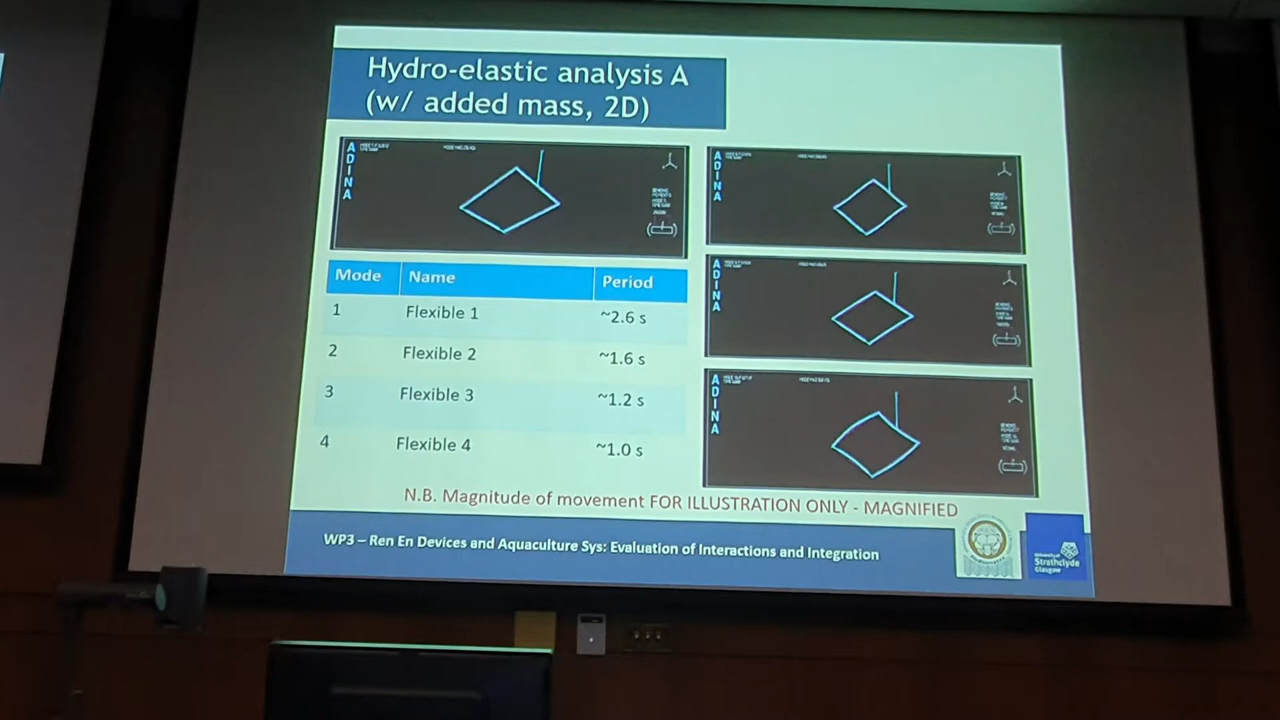 Hydro-elastic analysis A
(w/ added mass, 2D)
ADINA
ADINA
ADINA
ADINA
Mode Name Period
1 Flexible 1 ~2.6 s
2 Flexible 2 ~1.6 s
3 Flexible 3 ~1.2 s
4 Flexible 4 ~1.0 s
N.B. Magnitude of movement FOR ILLUSTRATION ONLY - MAGNIFIED
WP3 – Ren En Devices and Aquaculture Sys: Evaluation of Interactions and Integration
University of
Strathclyde
Glasgow